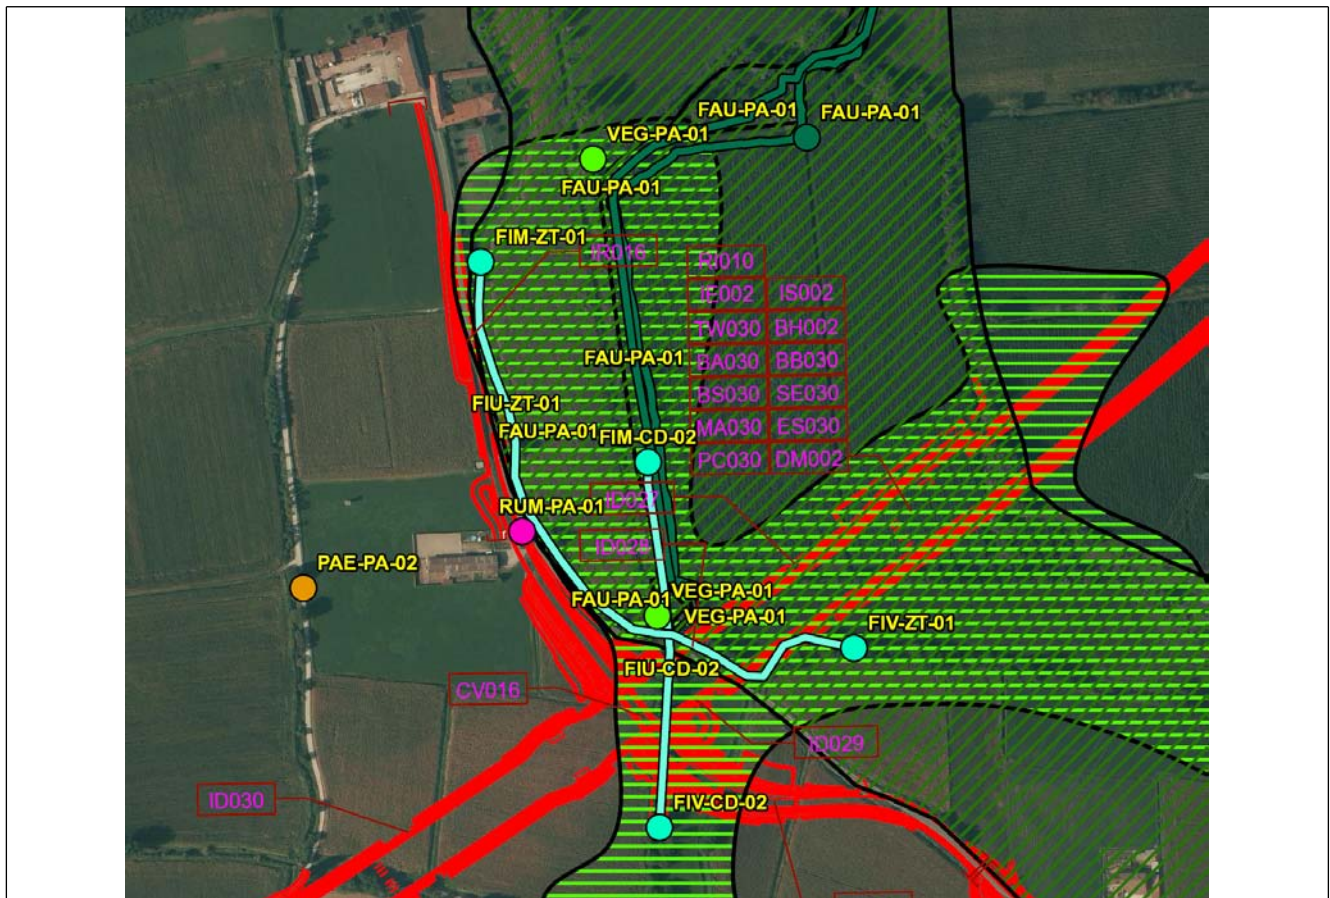 FAU-PA-01
FAU-PA-01
VEG-PA-01
FAU-PA-01
FIM-ZT-01
IR016
RI010
IE002 IS002
TW030 BH002
FAU-PA-01
BA030 BB030
BS030 SE030
FIU-ZT-01
FAU-PA-01
FIM-CD-02
MA030 ES030
PC030 DM002
RUM-PA-01
ID027
PAE-PA-02
VEG-PA-01
FAU-PA-01
VEG-PA-01
FIV-ZT-01
FIU-CD-02
CV016
ID029
ID030
FIV-CD-02